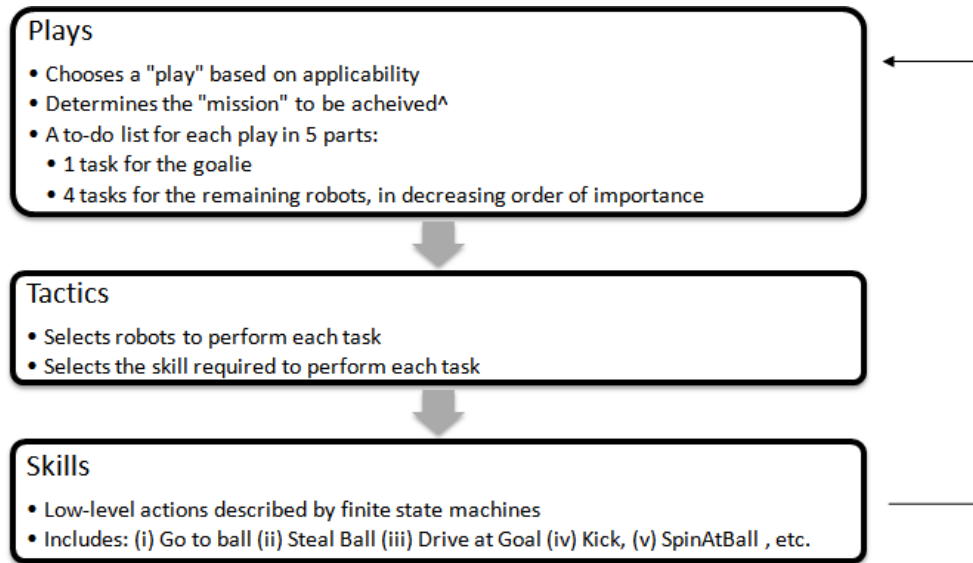 Plays
• Chooses a "play" based on applicability
• Determines the "mission" to be acheived^
• A to-do list for each play in 5 parts:
• 1 task for the goalie
• 4 tasks for the remaining robots, in decreasing order of importance
Tactics
• Selects robots to perform each task
• Selects the skill required to perform each task
Skills
• Low-level actions described by finite state machines
• Includes: (i) Go to ball (ii) Steal Ball (iii) Drive at Goal (iv) Kick, (v) SpinAtBall , etc.